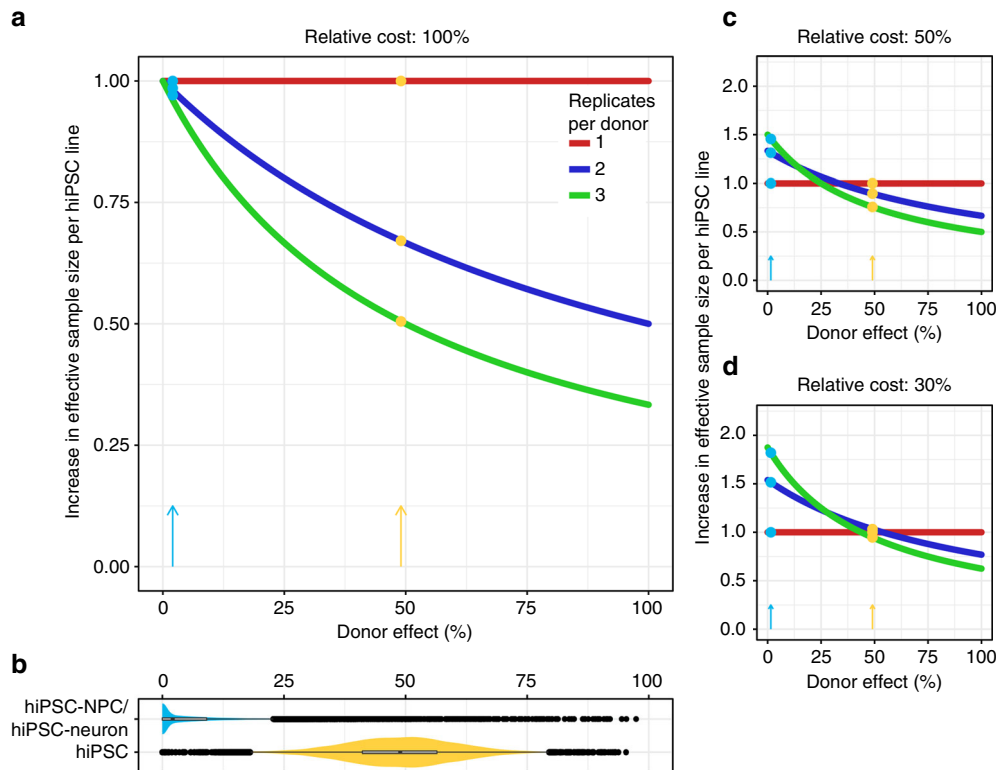 a
Relative cost: 100%
Increase in effective sample size per hiPSC line
1.00
0.75
0.50
0.25
0.00
Replicates
per donor
1
2
3
0 25 50 75 100
Donor effect (%)
b
0 25 50 75 100
hiPSC-NPC/
hiPSC-neuron
hiPSC
c
Relative cost: 50%
Increase in effective sample size per hiPSC line
2.0
1.5
1.0
0.5
0.0
0 25 50 75 100
Donor effect (%)
d
Relative cost: 30%
2.0
1.5
1.0
0.5
0.0
0 25 50 75 100
Donor effect (%)